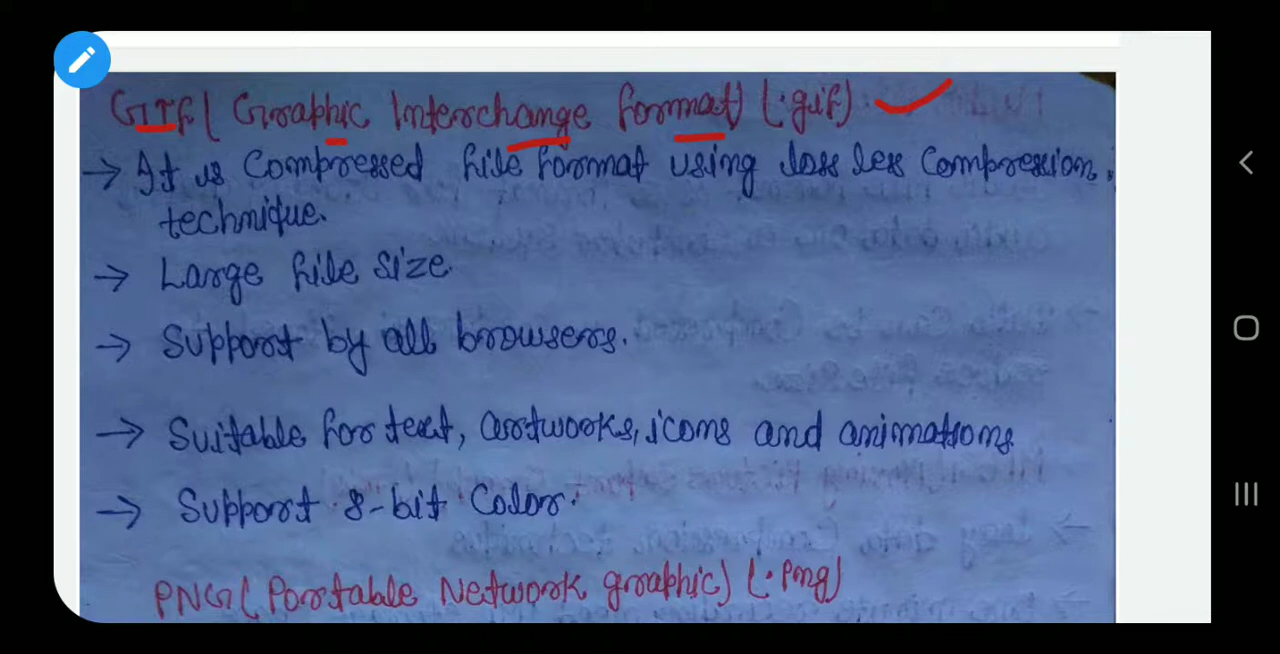 GIF( Graphic Interchange format) (.gif)
→ It is Compressed file format using loss less Compression.
technique.
→ Large file size
→ Support by all browsers.
→ Suitable for text, artworks, icons and animations
→ Support 8-bit Color.
PNG( Portable Network graphic) (.png)